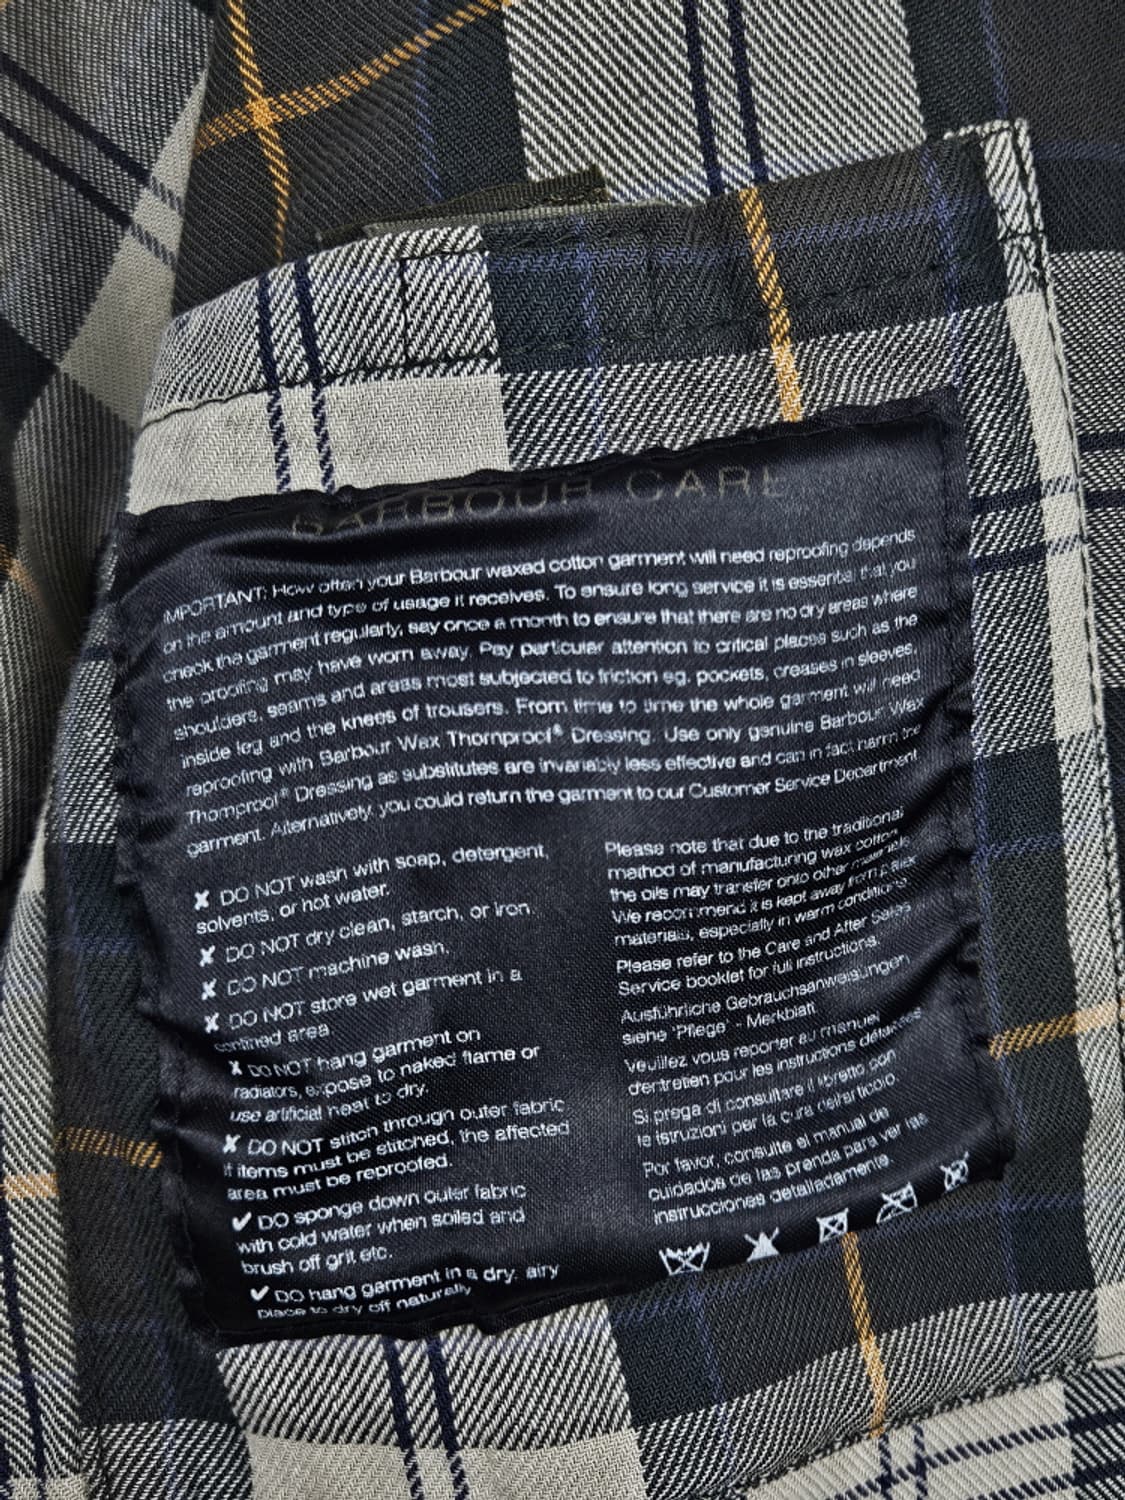 BARBOUR CARE
IMPORTANT: How often your Barbour waxed cotton garment will need reproofing depends
on the amount and type of usage it receives. To ensure long service it is essential that you
check the garment regularly, say once a month to ensure that there are no dry areas where
the proofing may have worn away. Pay particular attention to critical places such as the
shoulders, seams and areas most subjected to friction eg. pockets, creases in sleeves,
inside leg and the knees of trousers. From time to time the whole garment will need
reproofing with Barbour Wax Thornproof® Dressing. Use only genuine Barbour Wax
Thornproof® Dressing as substitutes are invariably less effective and can in fact harm the
garment. Alternatively, you could return the garment to our Customer Service Department
✘ DO NOT wash with soap, detergent,
solvents, or hot water.
✘ DO NOT dry clean, starch, or iron.
✘ DO NOT machine wash.
✘ DO NOT store wet garment in a
confined area
✘ DO NOT hang garment on
radiators, expose to naked flame or
use artificial heat to dry.
✘ DO NOT stitch through outer fabric
if items must be stitched, the affected
area must be reproofed.
✔ DO sponge down outer fabric
with cold water when soiled and
brush off grit etc.
✔ DO hang garment in a dry, airy
place to dry off naturally
Please note that due to the traditional
method of manufacturing wax cotton,
the oils may transfer onto other materials.
We recommend it is kept away from paler
materials, especially in warm conditions.
Please refer to the Care and After Sales
Service booklet for full instructions.
Ausführliche Gebrauchsanweisungen
siehe 'Pflege' - Merkblatt
Veuillez vous reporter au manuel
d'entretien pour les instructions détaillées
Si prega di consultare il libretto con
le istruzioni per la cura dell'articolo.
Por favor, consulte el manual de
cuidados de las prenda para ver las
instrucciones detalladamente.